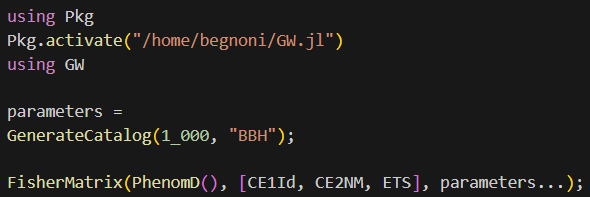 using Pkg
Pkg.activate("/home/begnoni/GW.jl")
using GW
parameters =
GenerateCatalog(1_000, "BBH");
FisherMatrix(PhenomD(), [CE1Id, CE2NM, ETS], parameters...);